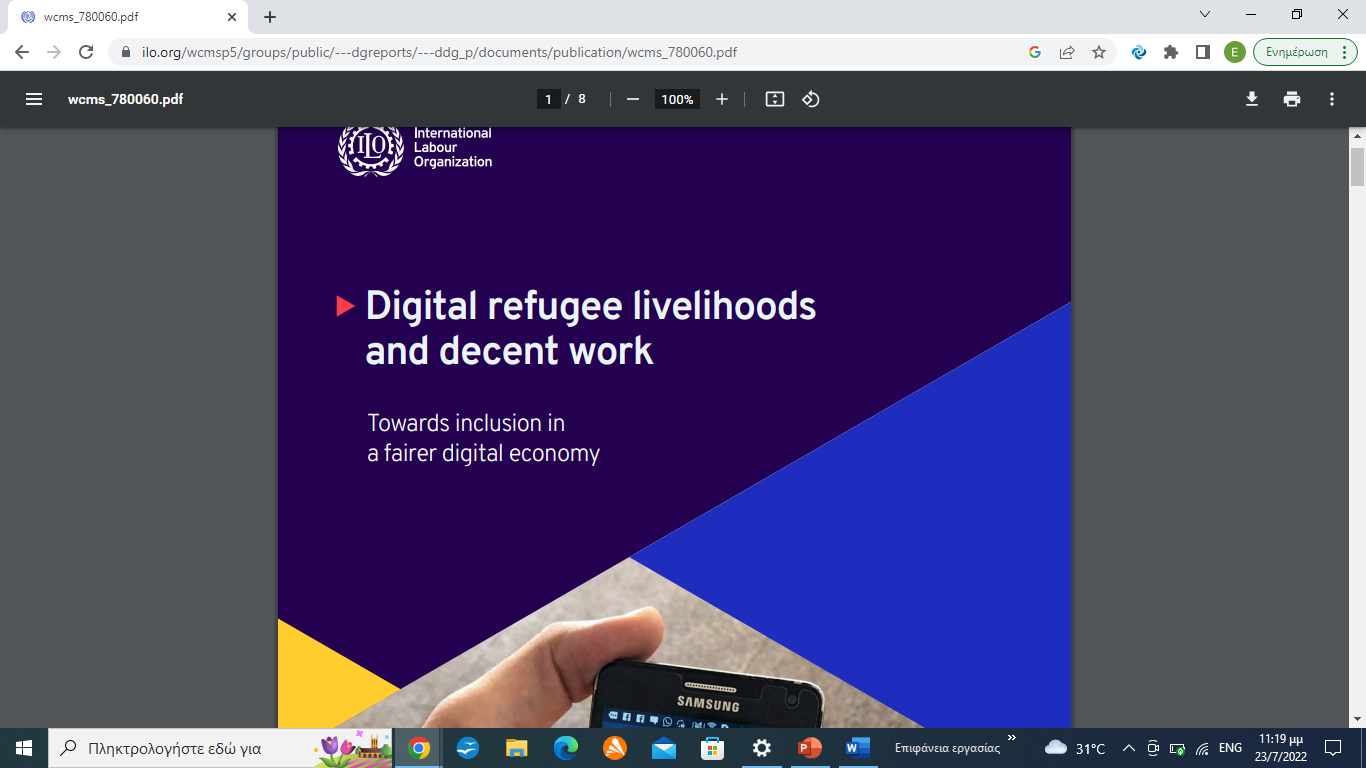 wcms_780060.pdf
ilo.org/wcmsp5/groups/public/---dgreports/---ddg_p/documents/publication/wcms_780060.pdf
E
Ενημέρωση
wcms_780060.pdf
1 / 8
100%
International
Labour
Organization
ILO
Digital refugee livelihoods
and decent work
Towards inclusion in
a fairer digital economy
SAMSUNG
Πληκτρολογήστε εδώ για
Επιφάνεια εργασίας
31°C
ENG
11:19 μμ
23/7/2022